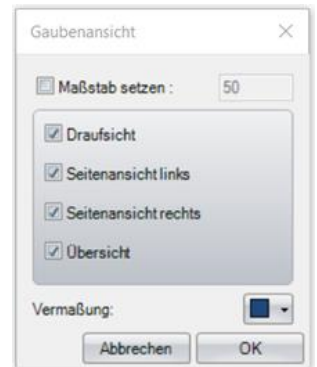 Gaubenansicht
Maßstab setzen : 50
Draufsicht
Seitenansicht links
Seitenansicht rechts
Übersicht
Vermaßung:
Abbrechen OK